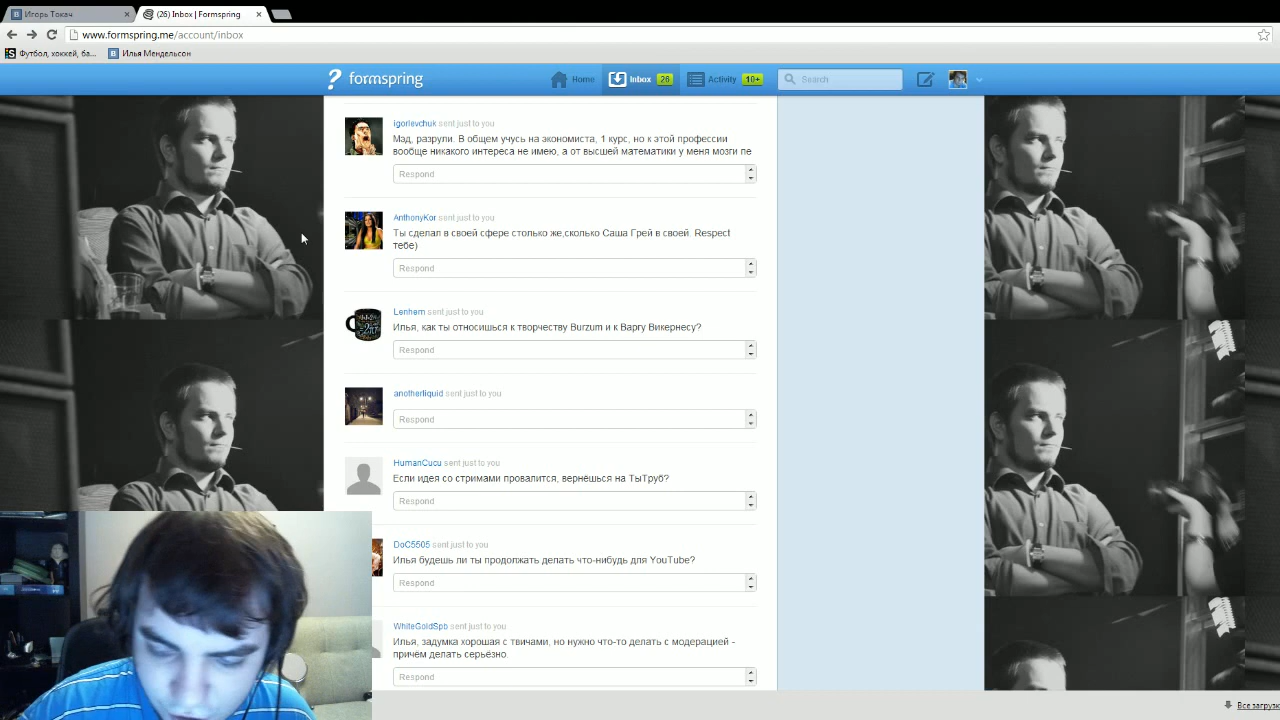 Игорь Токач
(26) Inbox | Formspring
www.formspring.me/account/inbox
Футбол, хоккей, ба...
Илья Мендельсон
formspring
Home
Inbox 26
Activity 10+
Search
igorlevchuk sent just to you
Мэд, разрули. В общем учусь на экономиста, 1 курс, но к этой профессии
вообще никакого интереса не имею, а от высшей математики у меня мозги пе
Respond
AnthonyKor sent just to you
Ты сделал в своей сфере столько же,сколько Саша Грей в своей. Respect
тебе)
Respond
Lenhem sent just to you
Илья, как ты относишься к творчеству Burzum и к Варгу Викернесу?
Respond
anotherliquid sent just to you
Respond
HumanCucu sent just to you
Если идея со стримами провалится, вернёшься на ТыТруб?
Respond
DoC5505 sent just to you
Илья будешь ли ты продолжать делать что-нибудь для YouTube?
Respond
WhiteGoldSpb sent just to you
Илья, задумка хорошая с твичами, но нужно что-то делать с модерацией -
причём делать серьёзно.
Respond
Все загрузк